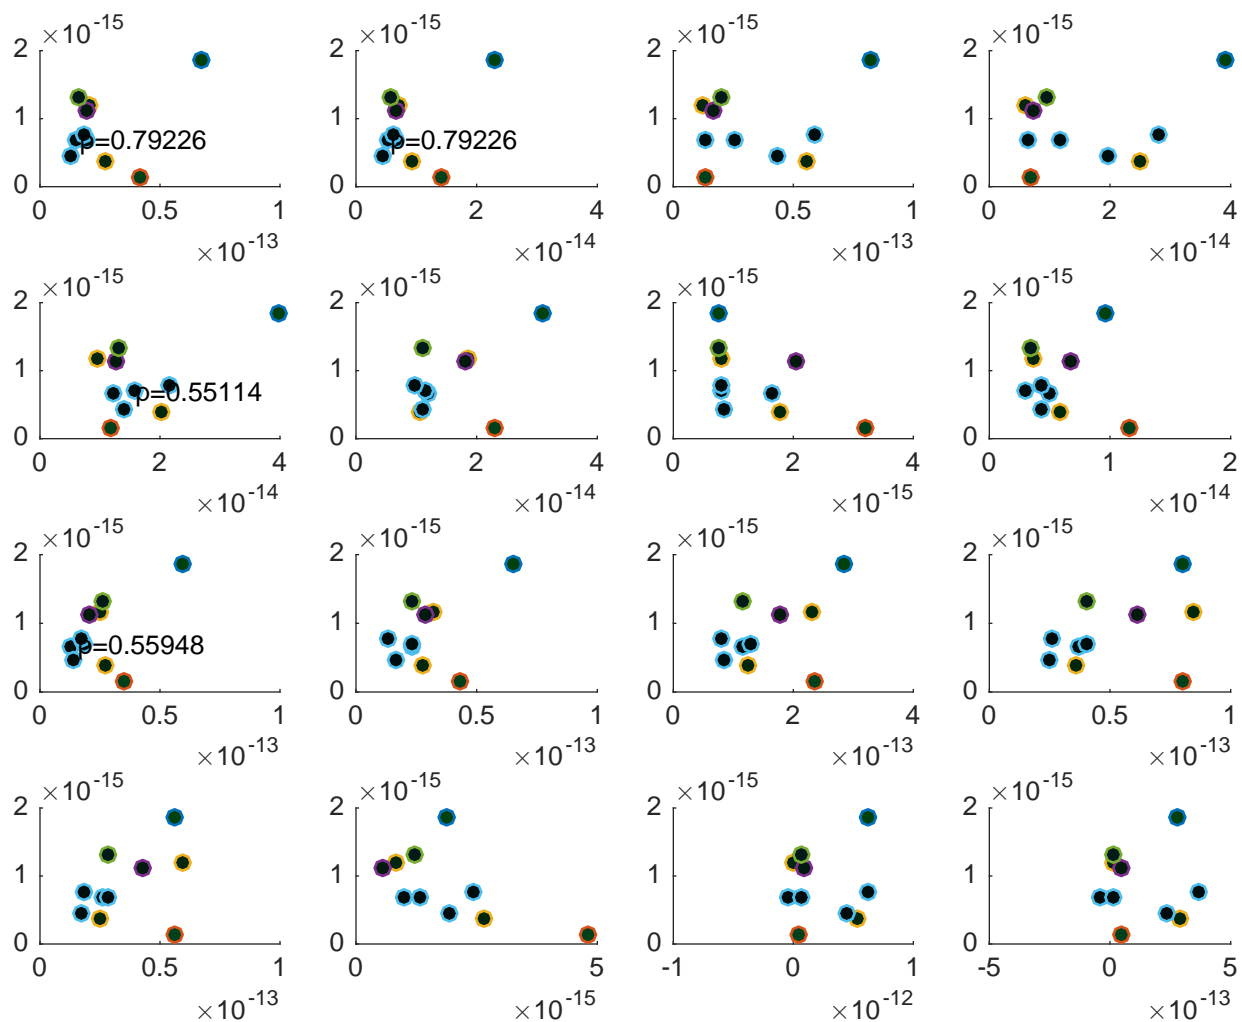 ×10-15 ×10-15 ×10-15 ×10-15
2 2 2 2
1 p=0.79226 1 p=0.79226 1 1
0 0 0 0
0 0.5 1 0 2 4 0 0.5 1 0 2 4
×10-13 ×10-14 ×10-13 ×10-14
×10-15 ×10-15 ×10-15 ×10-15
2 2 2 2
1 p=0.55114 1 1 1
0 0 0 0
0 2 4 0 2 4 0 2 4 0 1 2
×10-14 ×10-14 ×10-15 ×10-14
×10-15 ×10-15 ×10-15 ×10-15
2 2 2 2
1 p=0.55948 1 1 1
0 0 0 0
0 0.5 1 0 0.5 1 0 2 4 0 0.5 1
×10-13 ×10-13 ×10-13 ×10-13
×10-15 ×10-15 ×10-15 ×10-15
2 2 2 2
1 1 1 1
0 0 0 0
0 0.5 1 0 5 -1 0 1 -5 0 5
×10-13 ×10-15 ×10-12 ×10-13